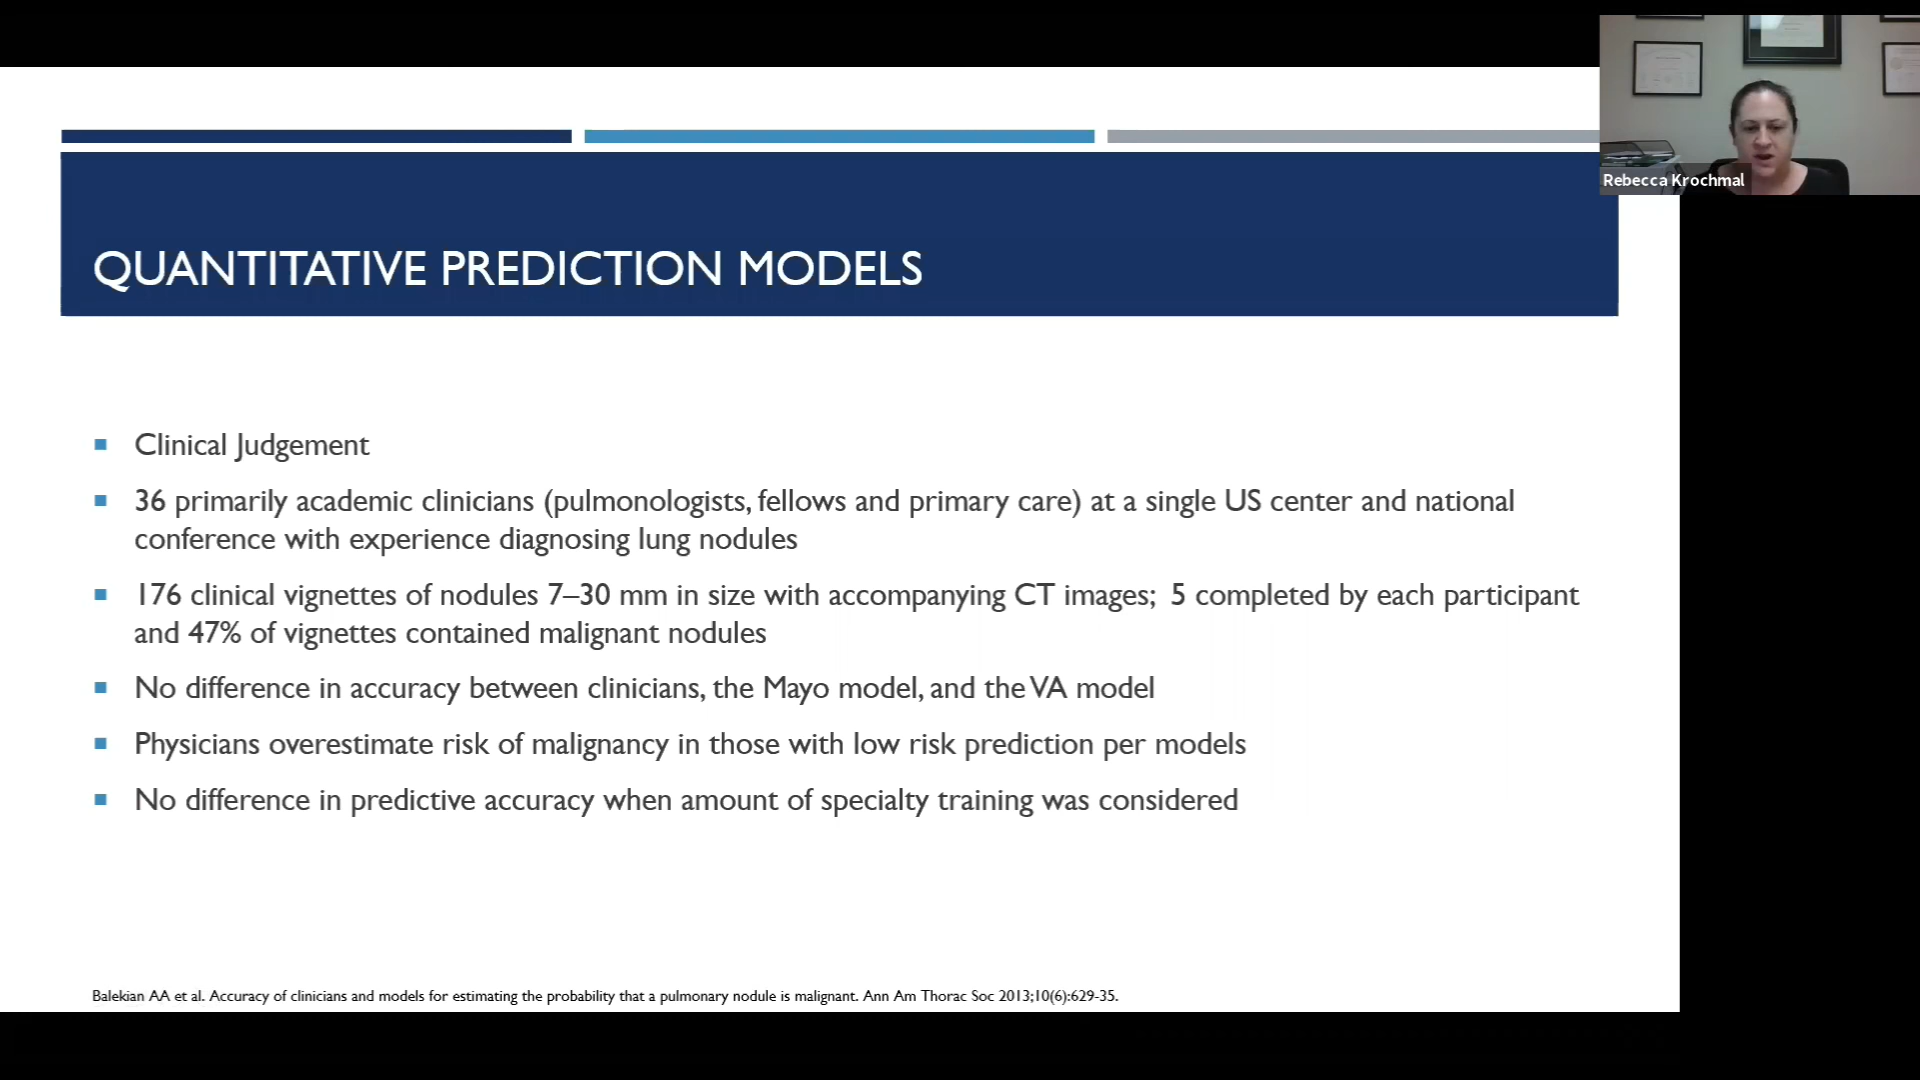 Rebecca Krochmal
QUANTITATIVE PREDICTION MODELS
Clinical Judgement
36 primarily academic clinicians (pulmonologists, fellows and primary care) at a single US center and national
conference with experience diagnosing lung nodules
176 clinical vignettes of nodules 7–30 mm in size with accompanying CT images; 5 completed by each participant
and 47% of vignettes contained malignant nodules
No difference in accuracy between clinicians, the Mayo model, and the VA model
Physicians overestimate risk of malignancy in those with low risk prediction per models
No difference in predictive accuracy when amount of specialty training was considered
Balekian AA et al. Accuracy of clinicians and models for estimating the probability that a pulmonary nodule is malignant. Ann Am Thorac Soc 2013;10(6):629-35.